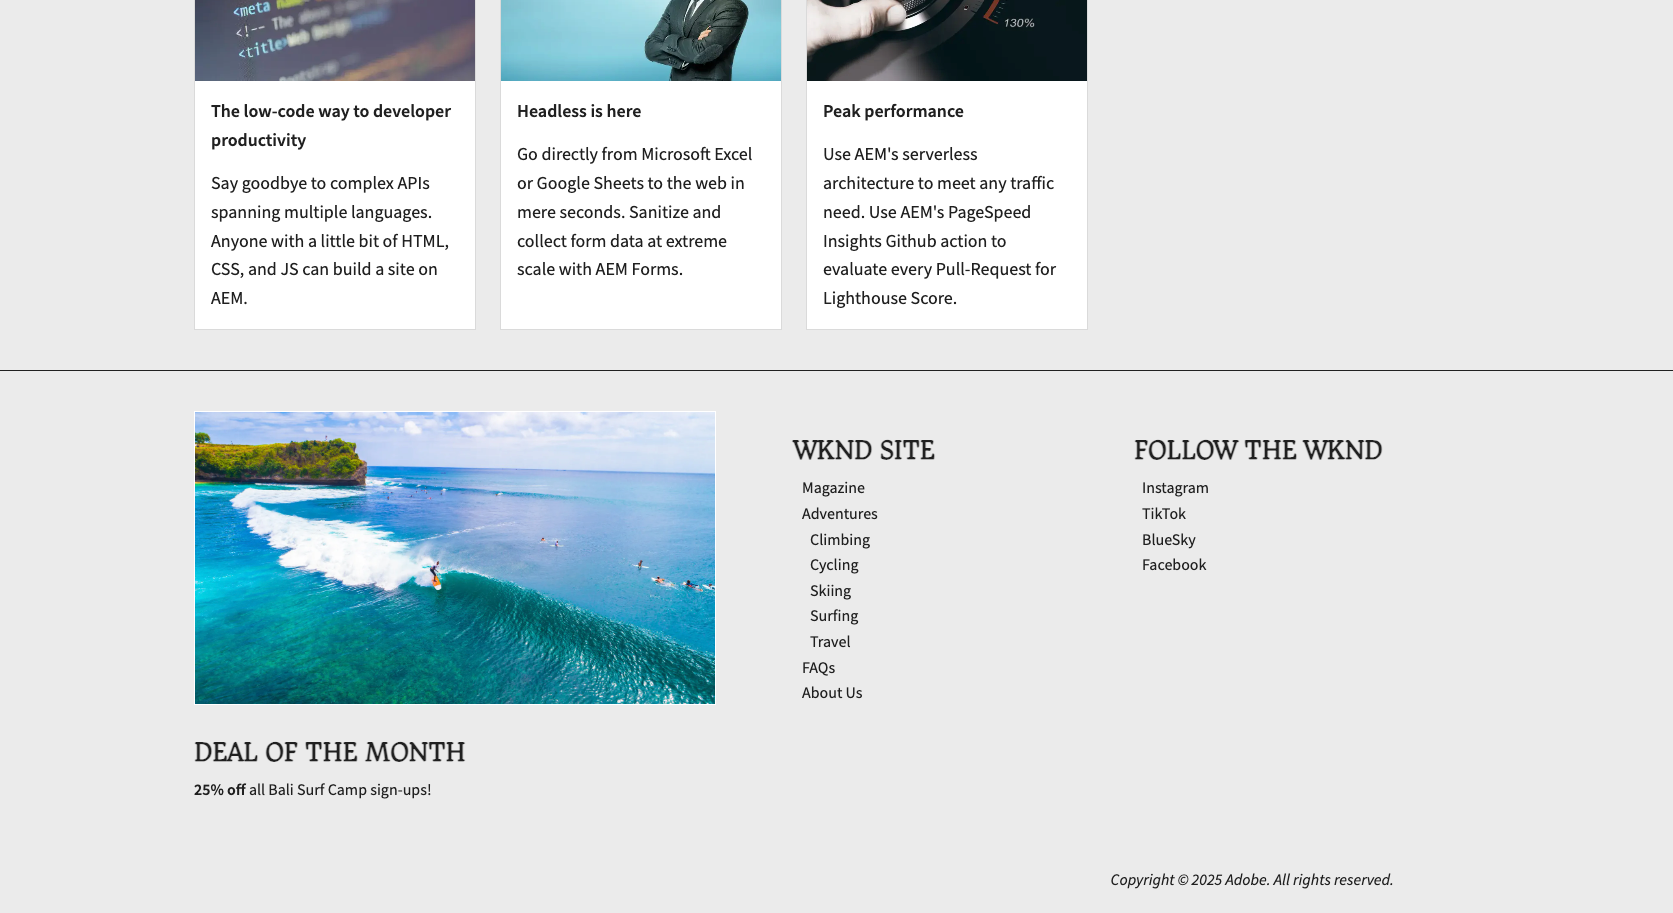 <meta name
<!-- The above
<title>Web Design
130%
The low-code way to developer
productivity
Say goodbye to complex APIs
spanning multiple languages.
Anyone with a little bit of HTML,
CSS, and JS can build a site on
AEM.
Headless is here
Go directly from Microsoft Excel
or Google Sheets to the web in
mere seconds. Sanitize and
collect form data at extreme
scale with AEM Forms.
Peak performance
Use AEM's serverless
architecture to meet any traffic
need. Use AEM's PageSpeed
Insights Github action to
evaluate every Pull-Request for
Lighthouse Score.
DEAL OF THE MONTH
25% off all Bali Surf Camp sign-ups!
WKND SITE
Magazine
Adventures
Climbing
Cycling
Skiing
Surfing
Travel
FAQs
About Us
FOLLOW THE WKND
Instagram
TikTok
BlueSky
Facebook
Copyright © 2025 Adobe. All rights reserved.